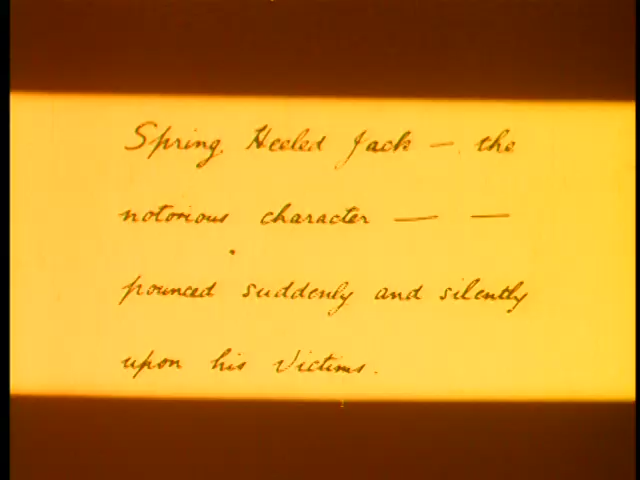 Spring Heeled Jack — the
notorious character — —
pounced suddenly and silently
upon his Victims.